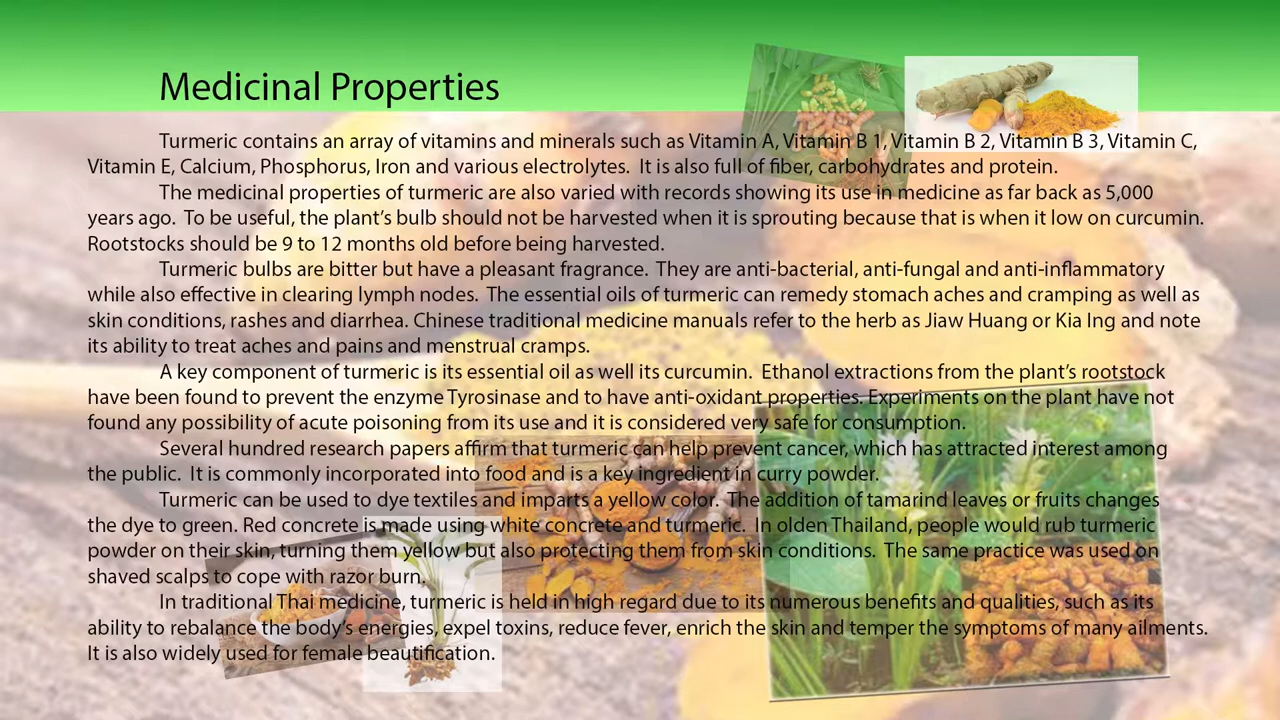 Medicinal Properties
Turmeric contains an array of vitamins and minerals such as Vitamin A, Vitamin B 1, Vitamin B 2, Vitamin B 3, Vitamin C,
Vitamin E, Calcium, Phosphorus, Iron and various electrolytes. It is also full of fiber, carbohydrates and protein.
The medicinal properties of turmeric are also varied with records showing its use in medicine as far back as 5,000
years ago. To be useful, the plant's bulb should not be harvested when it is sprouting because that is when it low on curcumin.
Rootstocks should be 9 to 12 months old before being harvested.
Turmeric bulbs are bitter but have a pleasant fragrance. They are anti-bacterial, anti-fungal and anti-inflammatory
while also effective in clearing lymph nodes. The essential oils of turmeric can remedy stomach aches and cramping as well as
skin conditions, rashes and diarrhea. Chinese traditional medicine manuals refer to the herb as Jiaw Huang or Kia Ing and note
its ability to treat aches and pains and menstrual cramps.
A key component of turmeric is its essential oil as well its curcumin. Ethanol extractions from the plant's rootstock
have been found to prevent the enzyme Tyrosinase and to have anti-oxidant properties. Experiments on the plant have not
found any possibility of acute poisoning from its use and it is considered very safe for consumption.
Several hundred research papers affirm that turmeric can help prevent cancer, which has attracted interest among
the public. It is commonly incorporated into food and is a key ingredient in curry powder.
Turmeric can be used to dye textiles and imparts a yellow color. The addition of tamarind leaves or fruits changes
the dye to green. Red concrete is made using white concrete and turmeric. In olden Thailand, people would rub turmeric
powder on their skin, turning them yellow but also protecting them from skin conditions. The same practice was used on
shaved scalps to cope with razor burn.
In traditional Thai medicine, turmeric is held in high regard due to its numerous benefits and qualities, such as its
ability to rebalance the body's energies, expel toxins, reduce fever, enrich the skin and temper the symptoms of many ailments.
It is also widely used for female beautification.